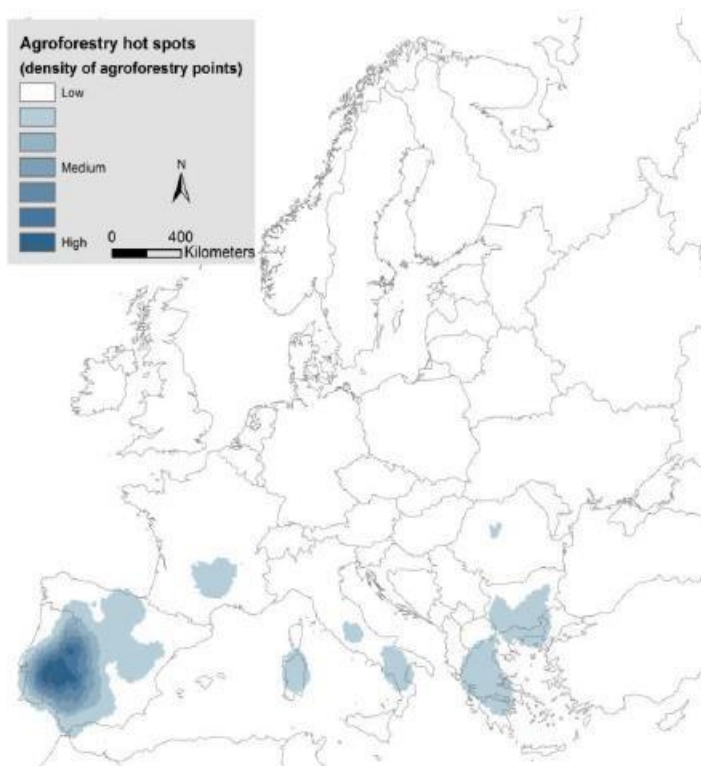 Agroforestry hot spots
(density of agroforestry points)
Low
Medium
High
N
0 400
Kilometers